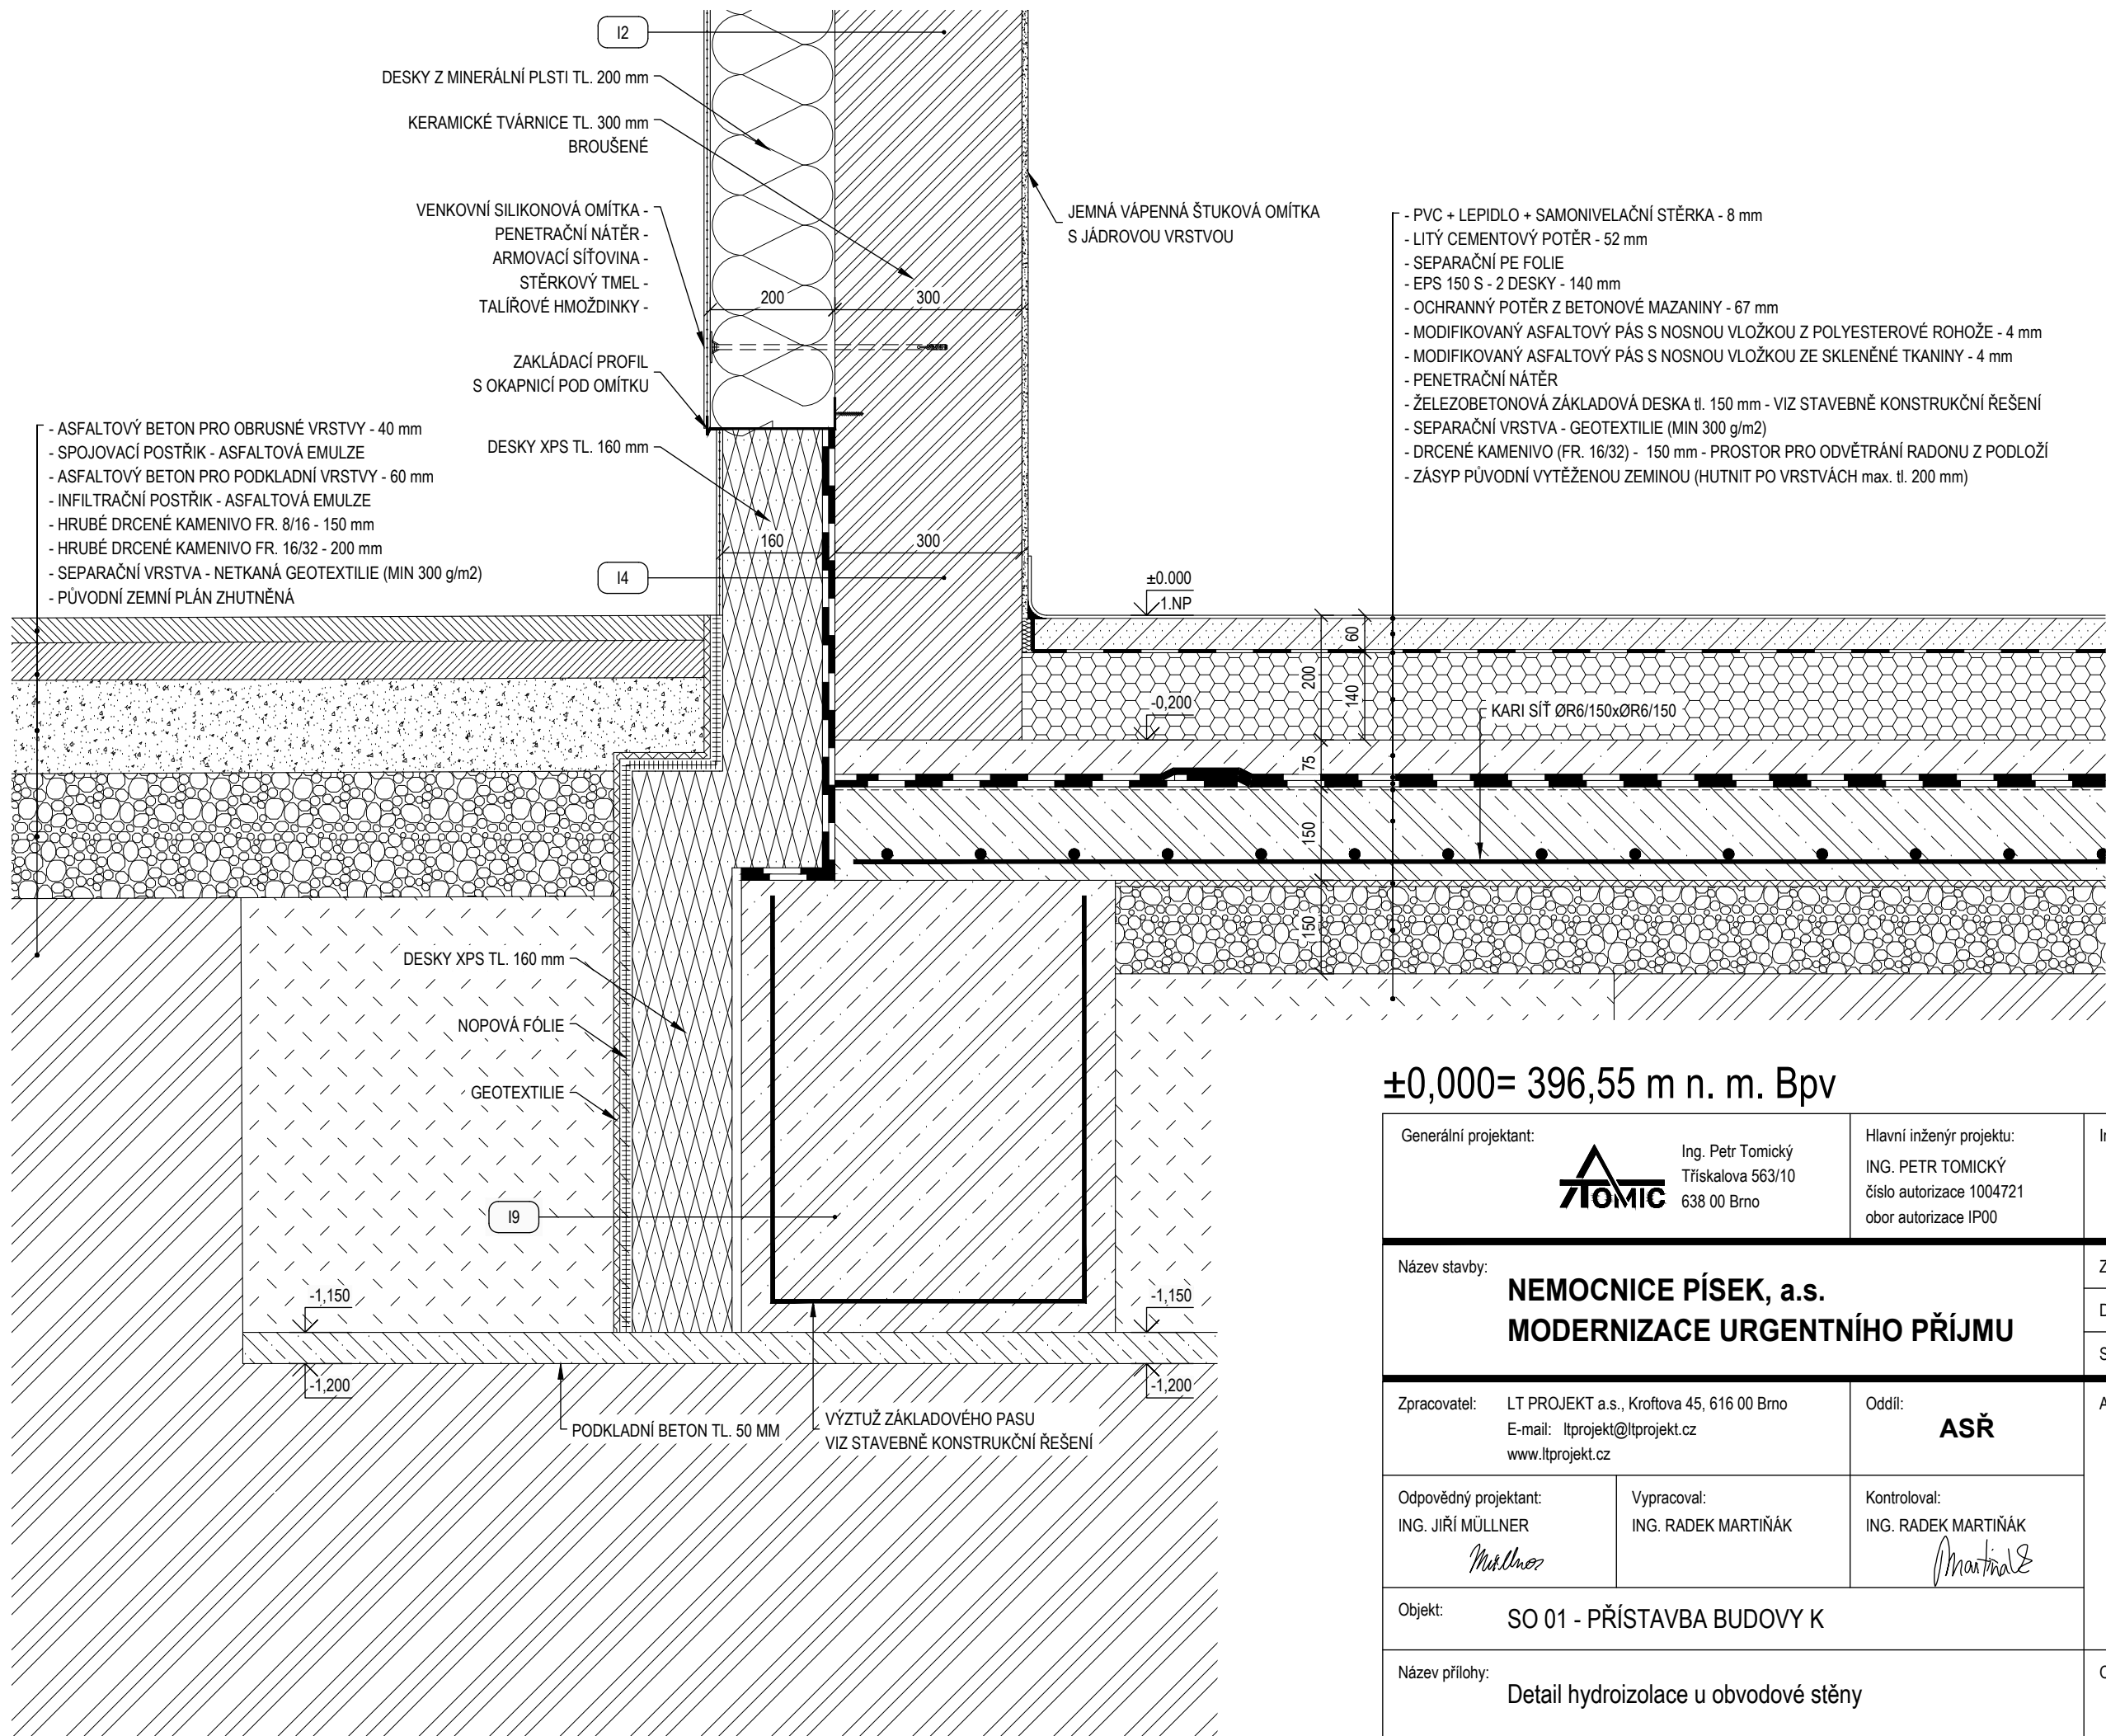 I2
DESKY Z MINERÁLNÍ PLSTI TL. 200 mm
KERAMICKÉ TVÁRNICE TL. 300 mm
BROUŠENÉ
VENKOVNÍ SILIKONOVÁ OMÍTKA -
PENETRAČNÍ NÁTĚR -
ARMOVACÍ SÍŤOVINA -
STĚRKOVÝ TMEL -
TALÍŘOVÉ HMOŽDINKY -
ZAKLÁDACÍ PROFIL
S OKAPNICÍ POD OMÍTKU
DESKY XPS TL. 160 mm
I4
200
300
160
300
JEMNÁ VÁPENNÁ ŠTUKOVÁ OMÍTKA
S JÁDROVOU VRSTVOU
- PVC + LEPIDLO + SAMONIVELAČNÍ STĚRKA - 8 mm
- LITÝ CEMENTOVÝ POTĚR - 52 mm
- SEPARAČNÍ PE FOLIE
- EPS 150 S - 2 DESKY - 140 mm
- OCHRANNÝ POTĚR Z BETONOVÉ MAZANINY - 67 mm
- MODIFIKOVANÝ ASFALTOVÝ PÁS S NOSNOU VLOŽKOU Z POLYESTEROVÉ ROHOŽE - 4 mm
- MODIFIKOVANÝ ASFALTOVÝ PÁS S NOSNOU VLOŽKOU ZE SKLENĚNÉ TKANINY - 4 mm
- PENETRAČNÍ NÁTĚR
- ŽELEZOBETONOVÁ ZÁKLADOVÁ DESKA tl. 150 mm - VIZ STAVEBNĚ KONSTRUKČNÍ ŘEŠENÍ
- SEPARAČNÍ VRSTVA - GEOTEXTILIE (MIN 300 g/m2)
- DRCENÉ KAMENIVO (FR. 16/32) - 150 mm - PROSTOR PRO ODVĚTRÁNÍ RADONU Z PODLOŽÍ
- ZÁSYP PŮVODNÍ VYTĚŽENOU ZEMINOU (HUTNIT PO VRSTVÁCH max. tl. 200 mm)
- ASFALTOVÝ BETON PRO OBRUSNÉ VRSTVY - 40 mm
- SPOJOVACÍ POSTŘIK - ASFALTOVÁ EMULZE
- ASFALTOVÝ BETON PRO PODKLADNÍ VRSTVY - 60 mm
- INFILTRAČNÍ POSTŘIK - ASFALTOVÁ EMULZE
- HRUBÉ DRCENÉ KAMENIVO FR. 8/16 - 150 mm
- HRUBÉ DRCENÉ KAMENIVO FR. 16/32 - 200 mm
- SEPARAČNÍ VRSTVA - NETKANÁ GEOTEXTILIE (MIN 300 g/m2)
- PŮVODNÍ ZEMNÍ PLÁN ZHUTNĚNÁ
±0.000
1.NP
60
200
140
-0,200
KARI SÍŤ ØR6/150xØR6/150
75
150
150
DESKY XPS TL. 160 mm
NOPOVÁ FÓLIE
GEOTEXTILIE
I9
-1,150
-1,150
-1,200
-1,200
PODKLADNÍ BETON TL. 50 MM
VÝZTUŽ ZÁKLADOVÉHO PASU
VIZ STAVEBNĚ KONSTRUKČNÍ ŘEŠENÍ
±0,000= 396,55 m n. m. Bpv
Generální projektant:
ATOMIC
Ing. Petr Tomický
Třískalova 563/10
638 00 Brno
Hlavní inženýr projektu:
ING. PETR TOMICKÝ
číslo autorizace 1004721
obor autorizace IP00
Název stavby:
NEMOCNICE PÍSEK, a.s.
MODERNIZACE URGENTNÍHO PŘÍJMU
Zpracovatel:
LT PROJEKT a.s., Kroftova 45, 616 00 Brno
E-mail: ltprojekt@ltprojekt.cz
www.ltprojekt.cz
Oddíl:
ASŘ
Odpovědný projektant:
ING. JIŘÍ MÜLLNER
Vypracoval:
ING. RADEK MARTIŇÁK
Kontroloval:
ING. RADEK MARTIŇÁK
Objekt:
SO 01 - PŘÍSTAVBA BUDOVY K
Název přílohy:
Detail hydroizolace u obvodové stěny